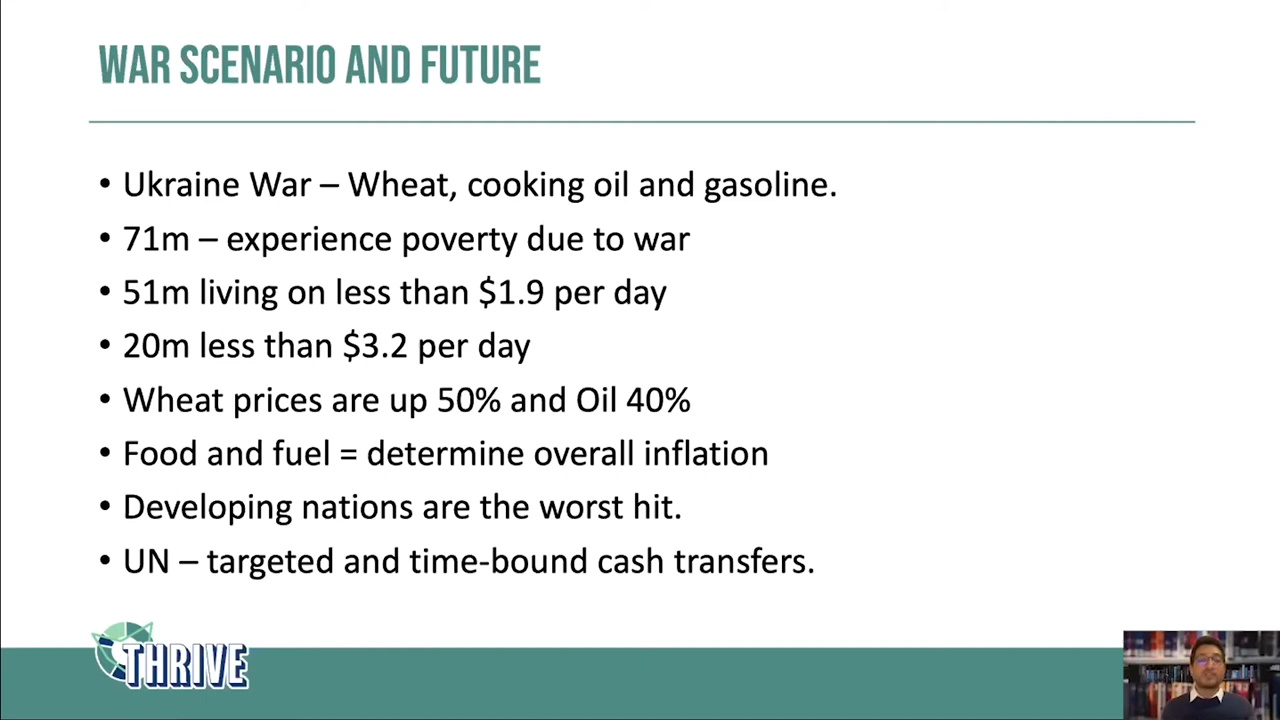 WAR SCENARIO AND FUTURE
• Ukraine War – Wheat, cooking oil and gasoline.
• 71m – experience poverty due to war
• 51m living on less than $1.9 per day
• 20m less than $3.2 per day
• Wheat prices are up 50% and Oil 40%
• Food and fuel = determine overall inflation
• Developing nations are the worst hit.
• UN – targeted and time-bound cash transfers.
THRIVE